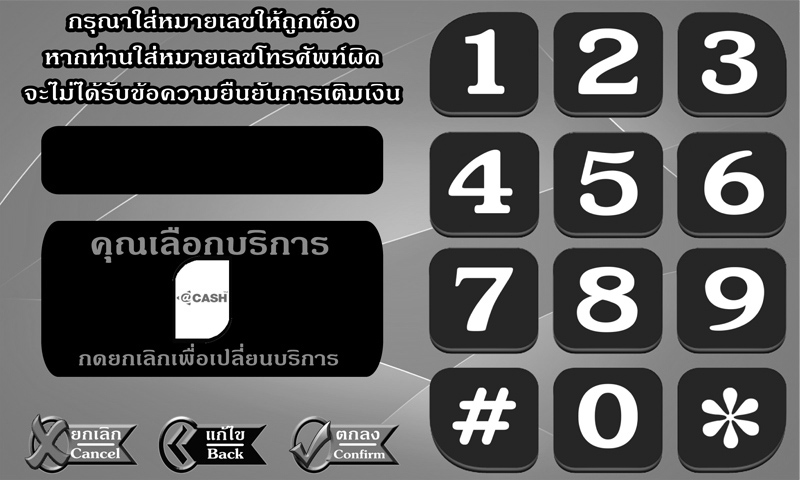 กรุณาใส่หมายเลขให้ถูกต้อง
หากท่านใส่หมายเลขโทรศัพท์ผิด
จะไม่ได้รับข้อความยืนยันการเติมเงิน
คุณเลือกบริการ
@CASH
กดยกเลิกเพื่อเปลี่ยนบริการ
ยกเลิก
Cancel
แก้ไข
Back
ตกลง
Confirm
1 2 3
4 5 6
7 8 9
# 0 *